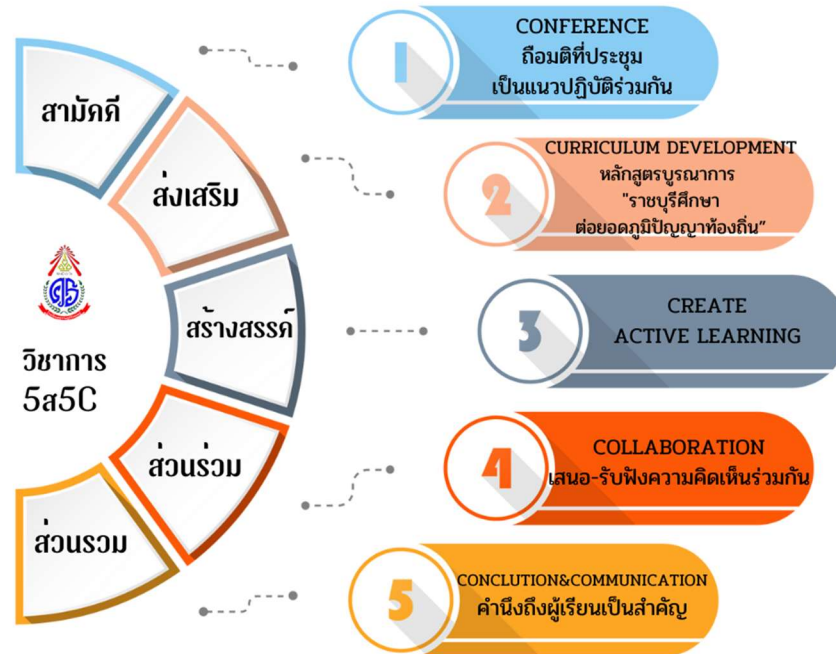 สามัคคี
ส่งเสริม
สร้างสรรค์
ส่วนร่วม
ส่วนรวม
วิชาการ
5ส5C
1
CONFERENCE
ถือมติที่ประชุม
เป็นแนวปฏิบัติร่วมกัน
2
CURRICULUM DEVELOPMENT
หลักสูตรบูรณาการ
"ราชบุรีศึกษา
ต่อยอดภูมิปัญญาท้องถิ่น”
3
CREATE
ACTIVE LEARNING
4
COLLABORATION
เสนอ-รับฟังความคิดเห็นร่วมกัน
5
CONCLUTION&COMMUNICATION
คำนึงถึงผู้เรียนเป็นสำคัญ